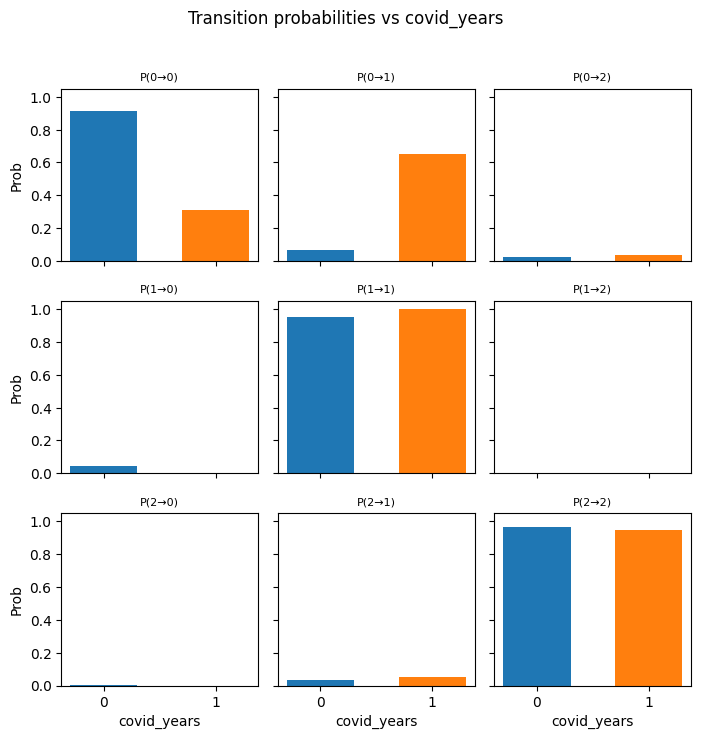 Transition probabilities vs covid_years
P(0→0) P(0→1) P(0→2)
1.0
0.8
0.6
0.4
0.2
0.0
Prob
P(1→0) P(1→1) P(1→2)
1.0
0.8
0.6
0.4
0.2
0.0
Prob
P(2→0) P(2→1) P(2→2)
1.0
0.8
0.6
0.4
0.2
0.0
Prob
0 1 0 1 0 1
covid_years covid_years covid_years